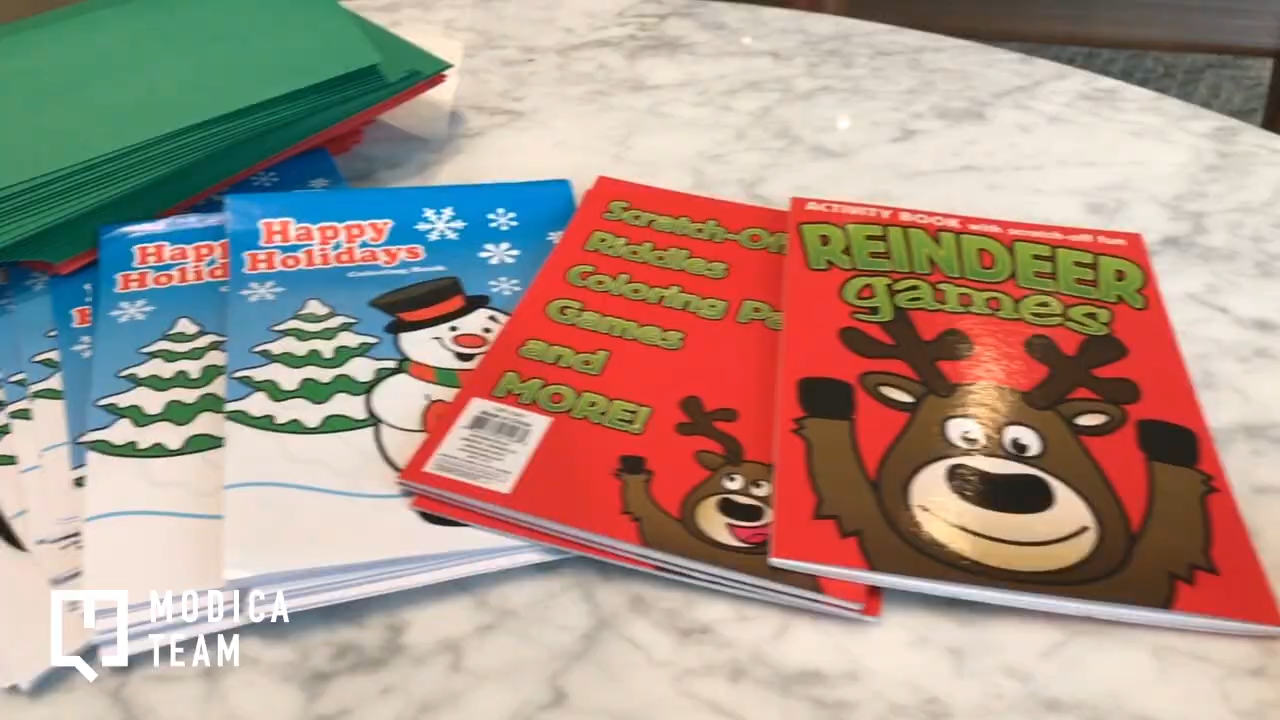 Happy
Holid
Happy
Holidays
Coloring Book
Scratch-Off
Riddles
Coloring Pa
Games
and
MORE!
ACTIVITY BOOK with scratch-off fun
REINDEER
games
MODICA
TEAM